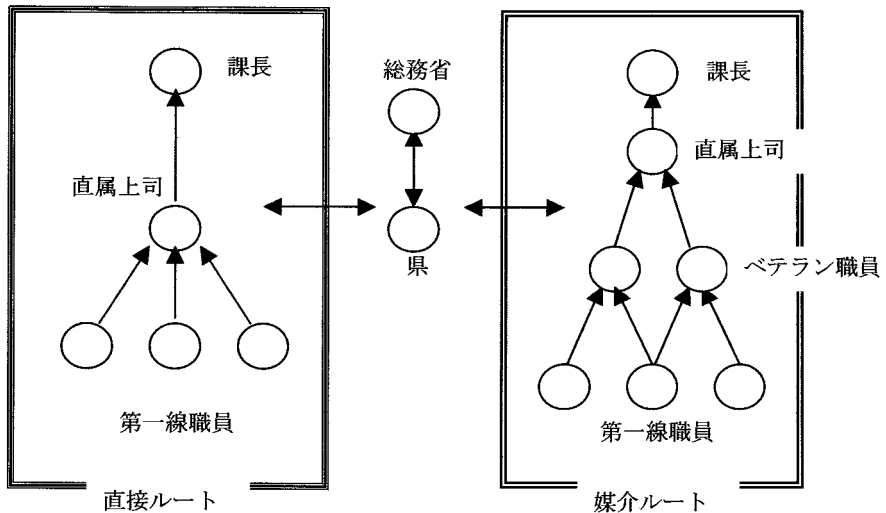 課長
直属上司
第一線職員
直接ルート
総務省
県
課長
直属上司
ベテラン職員
第一線職員
媒介ルート